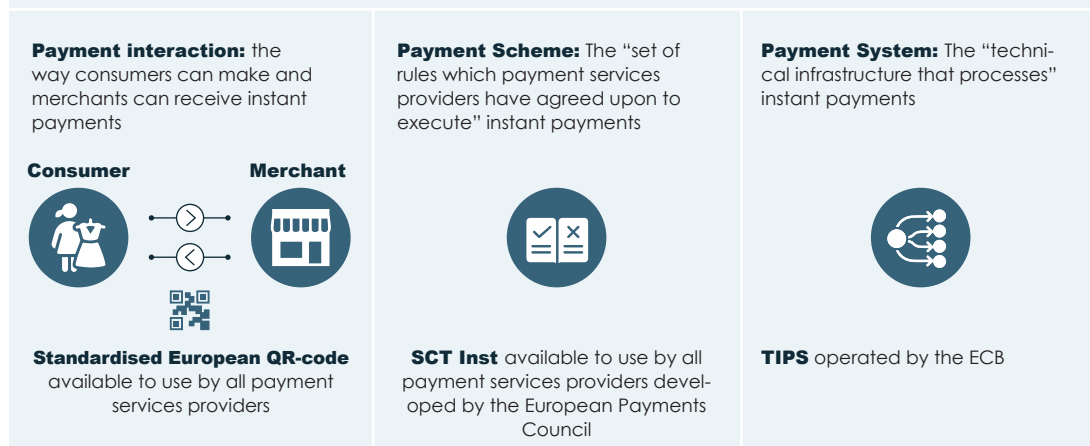 Payment interaction: the
way consumers can make and
merchants can receive instant
payments
Consumer
Merchant
Standardised European QR-code
available to use by all payment
services providers
Payment Scheme: The “set of
rules which payment services
providers have agreed upon to
execute” instant payments
SCT Inst available to use by all
payment services providers devel-
oped by the European Payments
Council
Payment System: The “techni-
cal infrastructure that processes”
instant payments
TIPS operated by the ECB